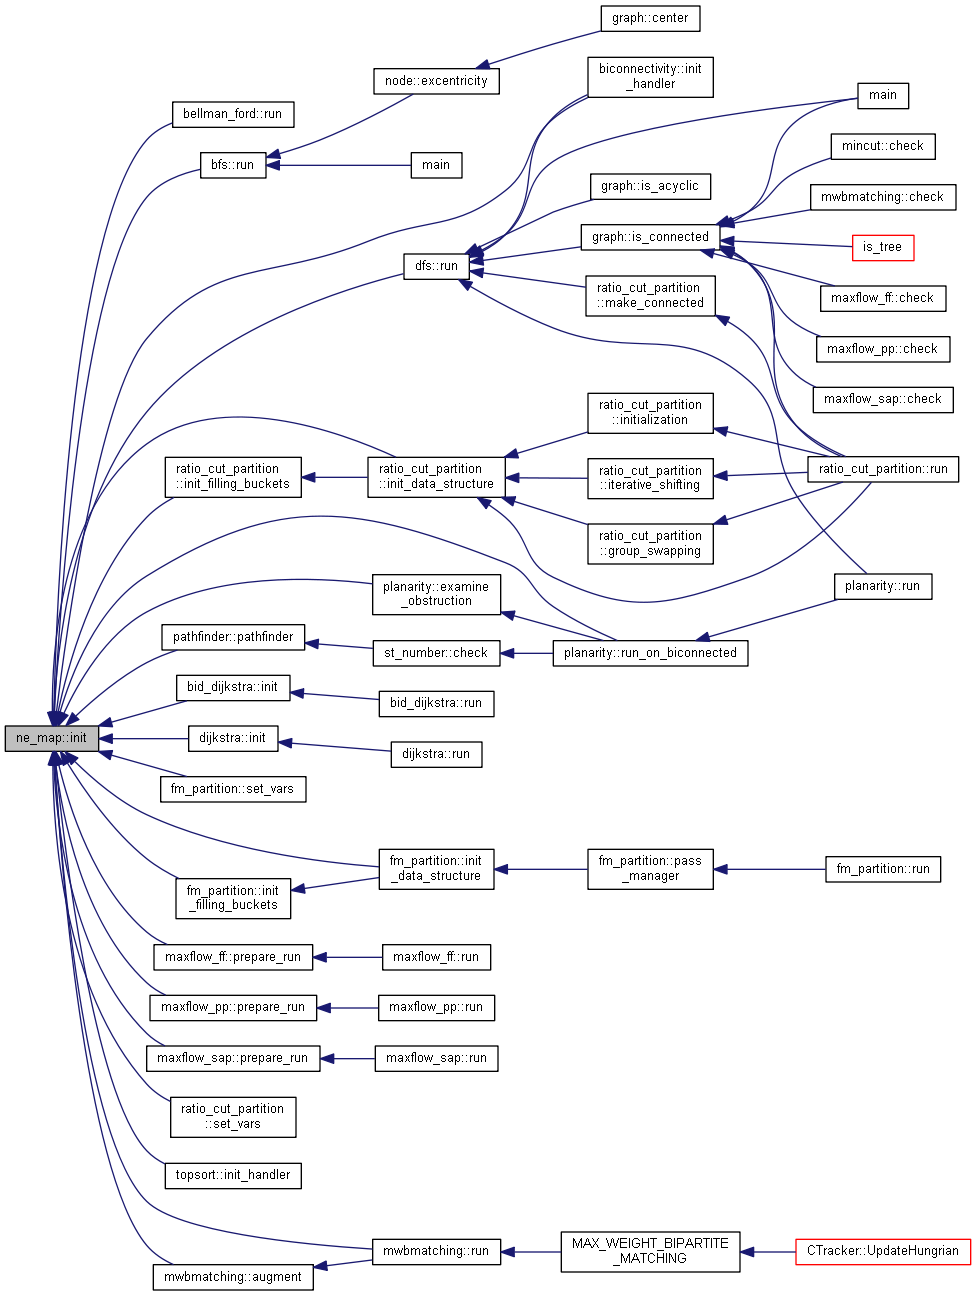 graph::center
node::excentricity
biconnectivity::init
_handler
main
bellman_ford::run
mincut::check
bfs::run
main
graph::is_acyclic
mwbmatching::check
graph::is_connected
is_tree
dfs::run
ratio_cut_partition
::make_connected
maxflow_ff::check
maxflow_pp::check
maxflow_sap::check
ratio_cut_partition
::initialization
ratio_cut_partition
::init_filling_buckets
ratio_cut_partition
::init_data_structure
ratio_cut_partition
::iterative_shifting
ratio_cut_partition::run
ratio_cut_partition
::group_swapping
planarity::examine
_obstruction
planarity::run
pathfinder::pathfinder
st_number::check
planarity::run_on_biconnected
bid_dijkstra::init
bid_dijkstra::run
ne_map::init
dijkstra::init
dijkstra::run
fm_partition::set_vars
fm_partition::init
_data_structure
fm_partition::pass
_manager
fm_partition::run
fm_partition::init
_filling_buckets
maxflow_ff::prepare_run
maxflow_ff::run
maxflow_pp::prepare_run
maxflow_pp::run
maxflow_sap::prepare_run
maxflow_sap::run
ratio_cut_partition
::set_vars
topsort::init_handler
mwbmatching::run
MAX_WEIGHT_BIPARTITE
_MATCHING
CTracker::UpdateHungrian
mwbmatching::augment